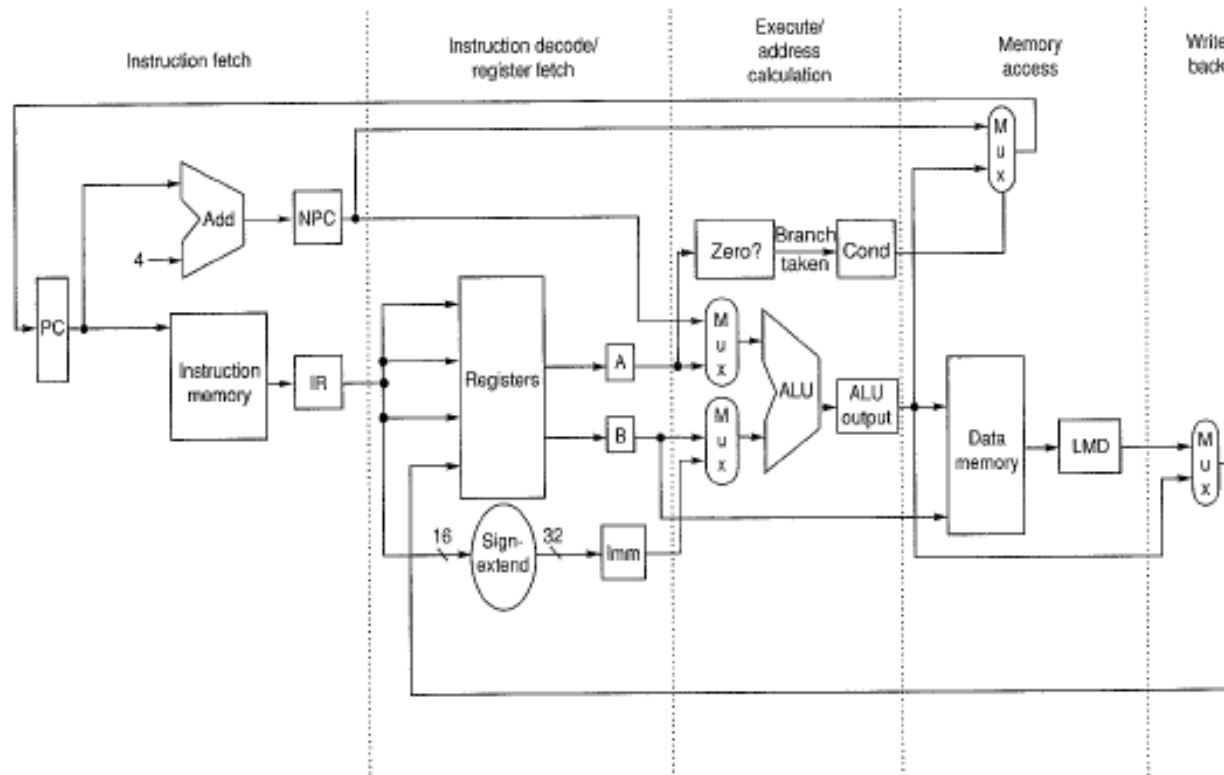 Instruction fetch
Instruction decode/
register fetch
Execute/
address
calculation
Memory
access
Write
back
M
u
x
Add
NPC
4
Zero?
Branch
taken
Cond
PC
Instruction
memory
IR
Registers
A
B
M
u
x
M
u
x
ALU
ALU
output
Data
memory
LMD
M
u
x
16
Sign-
extend
32
Imm